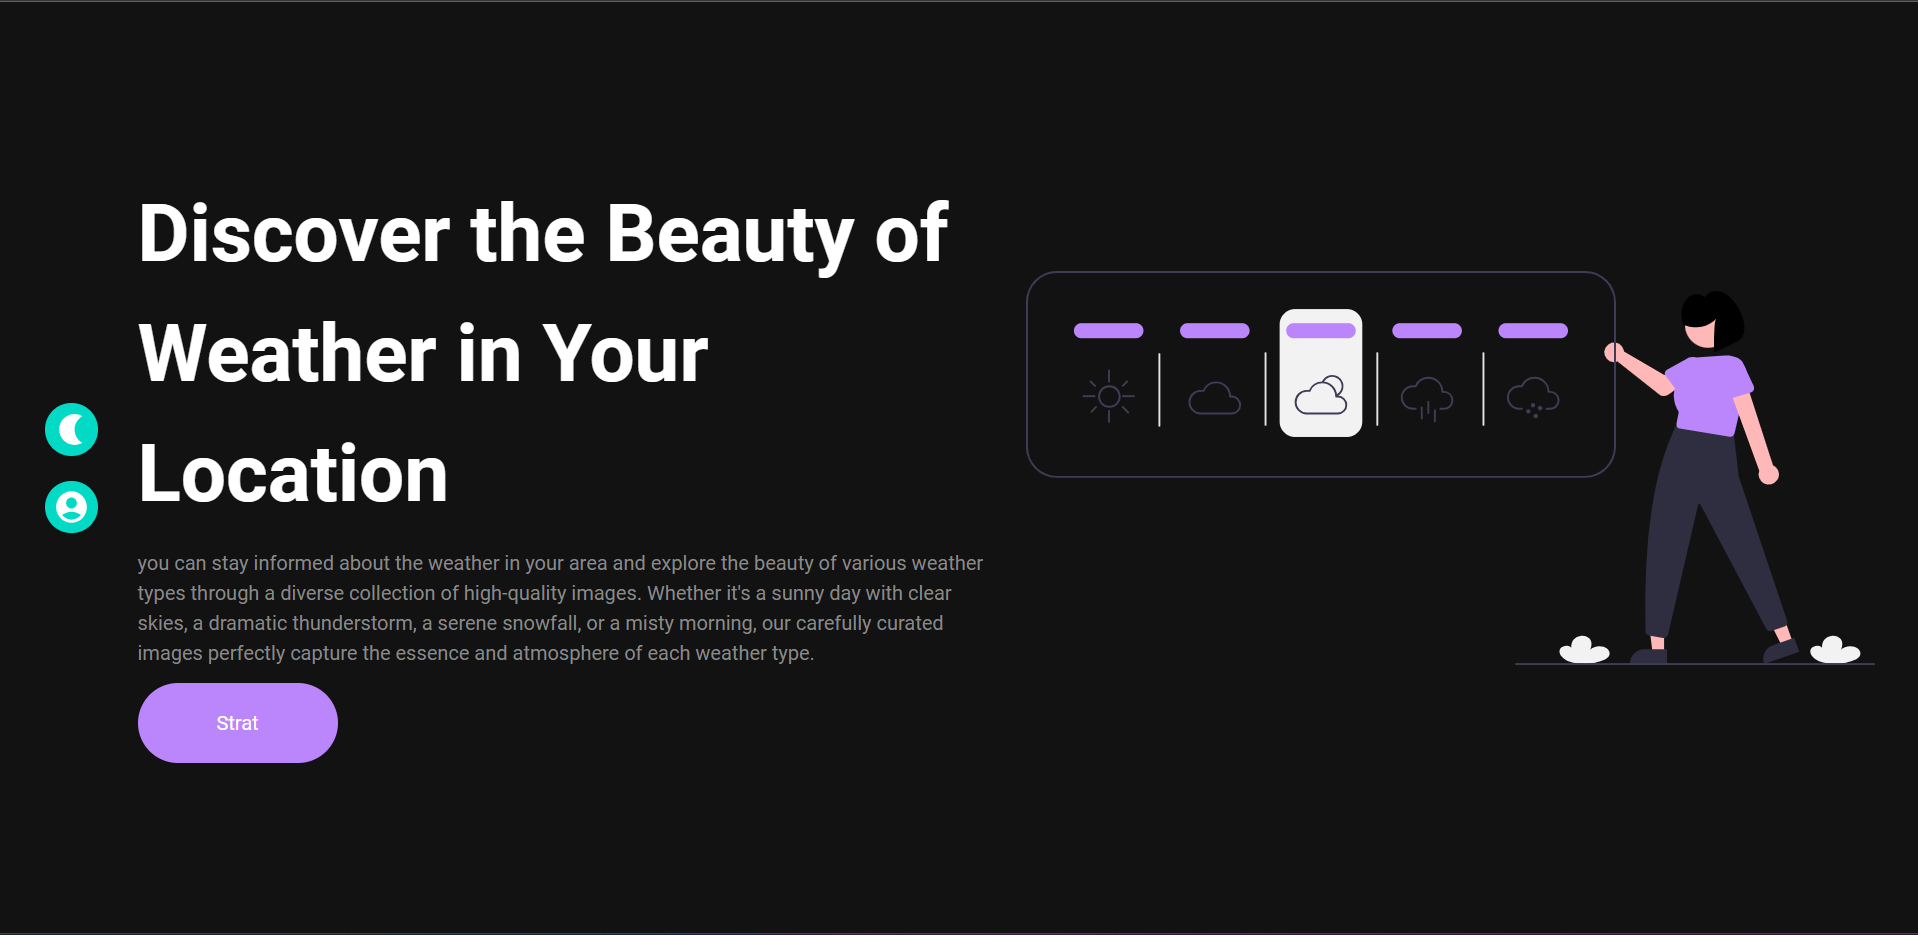 Discover the Beauty of
Weather in Your
Location
you can stay informed about the weather in your area and explore the beauty of various weather
types through a diverse collection of high-quality images. Whether it's a sunny day with clear
skies, a dramatic thunderstorm, a serene snowfall, or a misty morning, our carefully curated
images perfectly capture the essence and atmosphere of each weather type.
Strat